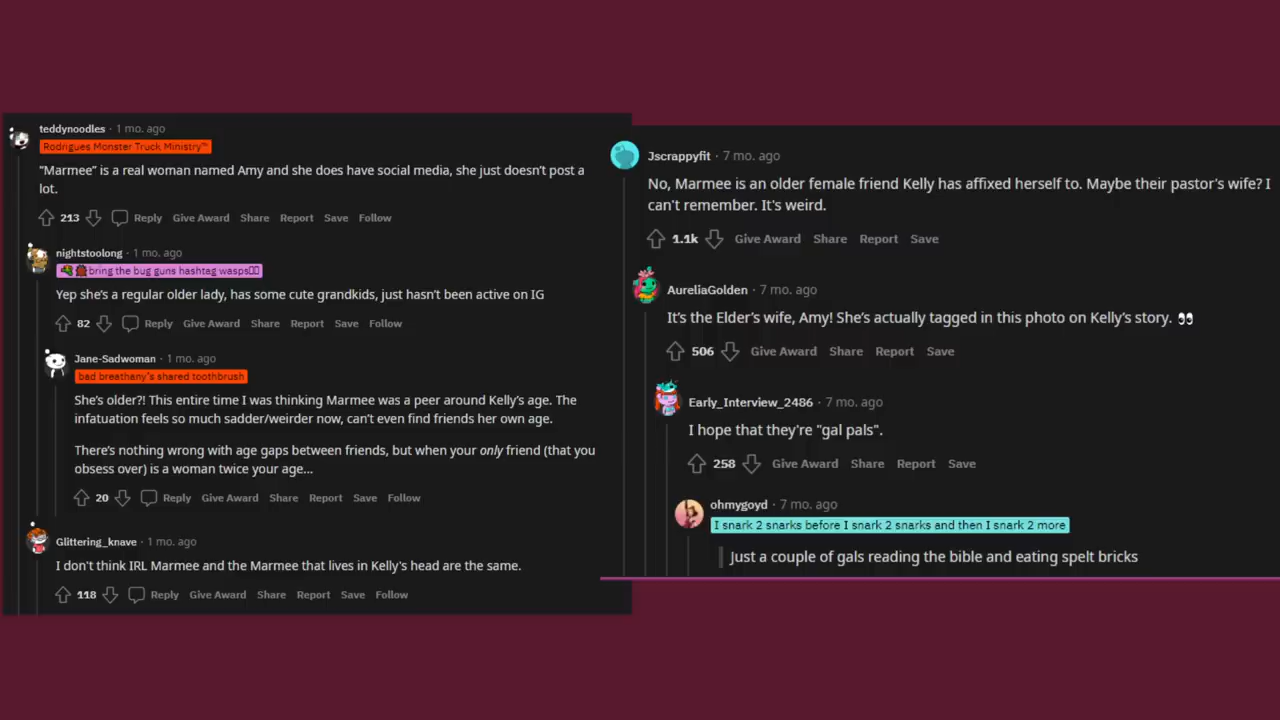 teddynoodles · 1 mo. ago
Rodrigues Monster Truck Ministry™
“Marmee” is a real woman named Amy and she does have social media, she just doesn’t post a
lot.
213 Reply Give Award Share Report Save Follow
nightstoolong · 1 mo. ago
bring the bug guns hashtag wasps
Yep she’s a regular older lady, has some cute grandkids, just hasn’t been active on IG
82 Reply Give Award Share Report Save Follow
Jane-Sadwoman · 1 mo. ago
bad breathany's shared toothbrush
She’s older?! This entire time I was thinking Marmee was a peer around Kelly’s age. The
infatuation feels so much sadder/weirder now, can’t even find friends her own age.
There’s nothing wrong with age gaps between friends, but when your only friend (that you
obsess over) is a woman twice your age...
20 Reply Give Award Share Report Save Follow
Glittering_knave · 1 mo. ago
I don't think IRL Marmee and the Marmee that lives in Kelly's head are the same.
118 Reply Give Award Share Report Save Follow
Jscrappyfit · 7 mo. ago
No, Marmee is an older female friend Kelly has affixed herself to. Maybe their pastor's wife? I
can't remember. It's weird.
1.1k Give Award Share Report Save
AureliaGolden · 7 mo. ago
It’s the Elder’s wife, Amy! She’s actually tagged in this photo on Kelly’s story. 👀
506 Give Award Share Report Save
Early_Interview_2486 · 7 mo. ago
I hope that they're "gal pals".
258 Give Award Share Report Save
ohmygoyd · 7 mo. ago
I snark 2 snarks before I snark 2 snarks and then I snark 2 more
Just a couple of gals reading the bible and eating spelt bricks